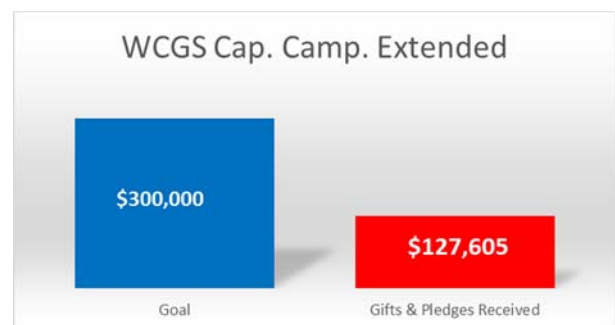 WCGS Cap. Camp. Extended
$300,000
$127,605
Goal
Gifts & Pledges Received